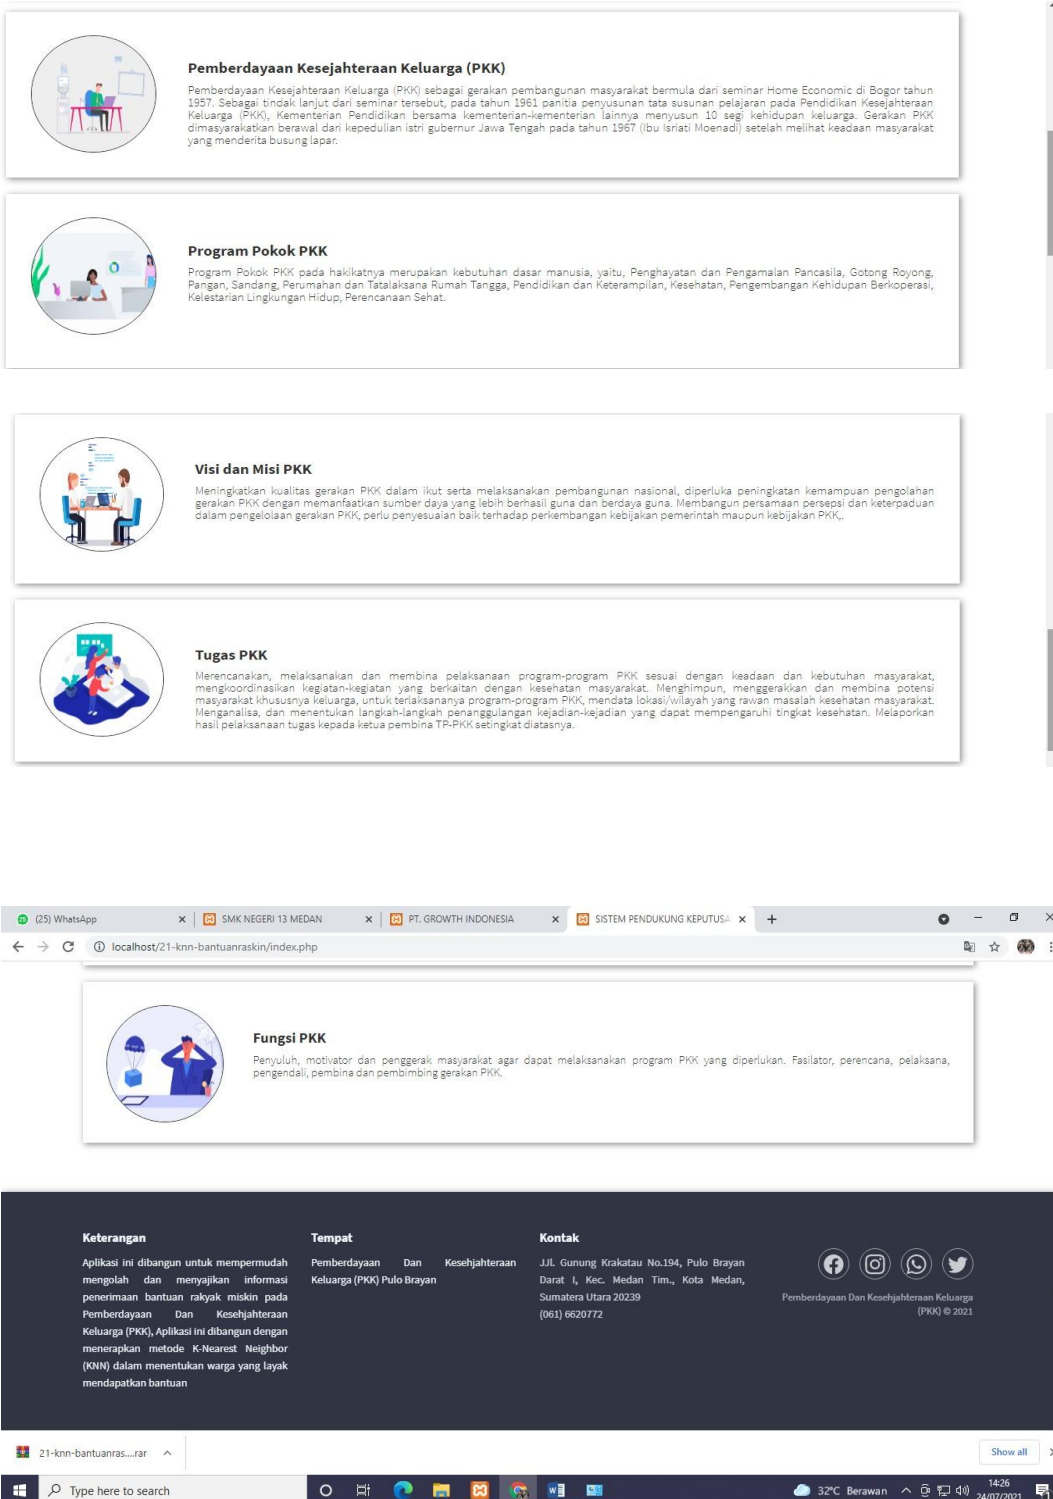 Pemberdayaan Kesejahteraan Keluarga (PKK)
Pemberdayaan Kesejahteraan Keluarga (PKK) sebagai gerakan pembangunan masyarakat bermula dari seminar Home Economic di Bogor tahun
1957. Sebagai tindak lanjut dari seminar tersebut, pada tahun 1961 panitia penyusunan tata susunan pelajaran pada Pendidikan Kesejahteraan
Keluarga (PKK), Kementerian Pendidikan bersama kementerian-kementerian lainnya menyusun 10 segi kehidupan keluarga. Gerakan PKK
dimasyarakatkan berawal dari kepedulian istri gubernur Jawa Tengah pada tahun 1967 (Ibu Isriati Moenadi) setelah melihat keadaan masyarakat
yang menderita busung lapar.
Program Pokok PKK
Program Pokok PKK pada hakikatnya merupakan kebutuhan dasar manusia, yaitu, Penghayatan dan Pengamalan Pancasila, Gotong Royong,
Pangan, Sandang, Perumahan dan Tatalaksana Rumah Tangga, Pendidikan dan Keterampilan, Kesehatan, Pengembangan Kehidupan Berkoperasi,
Kelestarian Lingkungan Hidup, Perencanaan Sehat.
Visi dan Misi PKK
Meningkatkan kualitas gerakan PKK dalam ikut serta melaksanakan pembangunan nasional, diperluka peningkatan kemampuan pengolahan
gerakan PKK dengan memanfaatkan sumber daya yang lebih berhasil guna dan berdaya guna. Membangun persamaan persepsi dan keterpaduan
dalam pengelolaan gerakan PKK, perlu penyesuaian baik terhadap perkembangan kebijakan pemerintah maupun kebijakan PKK,.
Tugas PKK
Merencanakan, melaksanakan dan membina pelaksanaan program-program PKK sesuai dengan keadaan dan kebutuhan masyarakat,
mengkoordinasikan kegiatan-kegiatan yang berkaitan dengan kesehatan masyarakat. Menghimpun, menggerakkan dan membina potensi
masyarakat khususnya keluarga, untuk terlaksananya program-program PKK, mendata lokasi/wilayah yang rawan masalah kesehatan masyarakat.
Menganalisa, dan menentukan langkah-langkah penanggulangan kejadian-kejadian yang dapat mempengaruhi tingkat kesehatan. Melaporkan
hasil pelaksanaan tugas kepada ketua pembina TP-PKK setingkat diatasnya.
(25) WhatsApp
SMK NEGERI 13 MEDAN
PT. GROWTH INDONESIA
SISTEM PENDUKUNG KEPUTUSA
localhost/21-knn-bantuanraskin/index.php
Fungsi PKK
Penyuluh, motivator dan penggerak masyarakat agar dapat melaksanakan program PKK yang diperlukan. Fasilator, perencana, pelaksana,
pengendali, pembina dan pembimbing gerakan PKK.
Keterangan
Aplikasi ini dibangun untuk mempermudah
mengolah dan menyajikan informasi
penerimaan bantuan rakyak miskin pada
Pemberdayaan Dan Kesehjahteraan
Keluarga (PKK), Aplikasi ini dibangun dengan
menerapkan metode K-Nearest Neighbor
(KNN) dalam menentukan warga yang layak
mendapatkan bantuan
Tempat
Pemberdayaan Dan Kesehjahteraan
Keluarga (PKK) Pulo Brayan
Kontak
JJl. Gunung Krakatau No.194, Pulo Brayan
Darat I, Kec. Medan Tim., Kota Medan,
Sumatera Utara 20239
(061) 6620772
Pemberdayaan Dan Kesehjahteraan Keluarga
(PKK) © 2021
21-knn-bantuanras....rar
Show all
Type here to search
32°C Berawan
14:26
24/07/2021